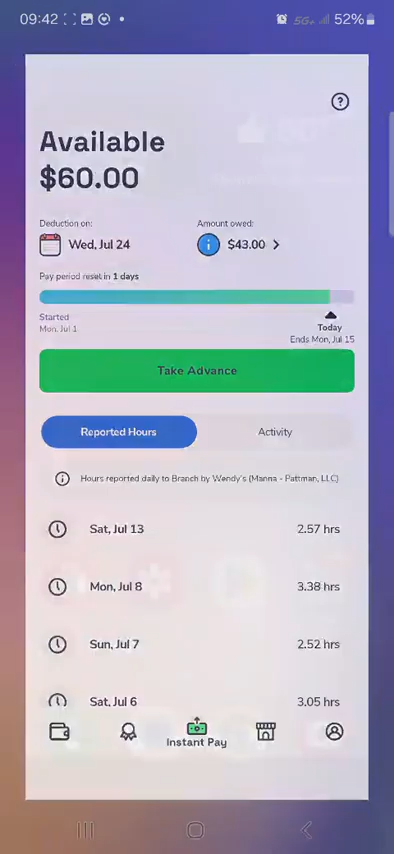 09:42
5G+
52%
Available
$60.00
Deduction on:
Amount owed:
Wed, Jul 24
$43.00
Pay period reset in 1 days
Started
Mon, Jul 1
Today
Ends Mon, Jul 15
Take Advance
Reported Hours
Activity
Hours reported daily to Branch by Wendy's (Manna - Pattman, LLC)
Sat, Jul 13
2.57 hrs
Mon, Jul 8
3.38 hrs
Sun, Jul 7
2.52 hrs
Sat, Jul 6
3.05 hrs
Instant Pay